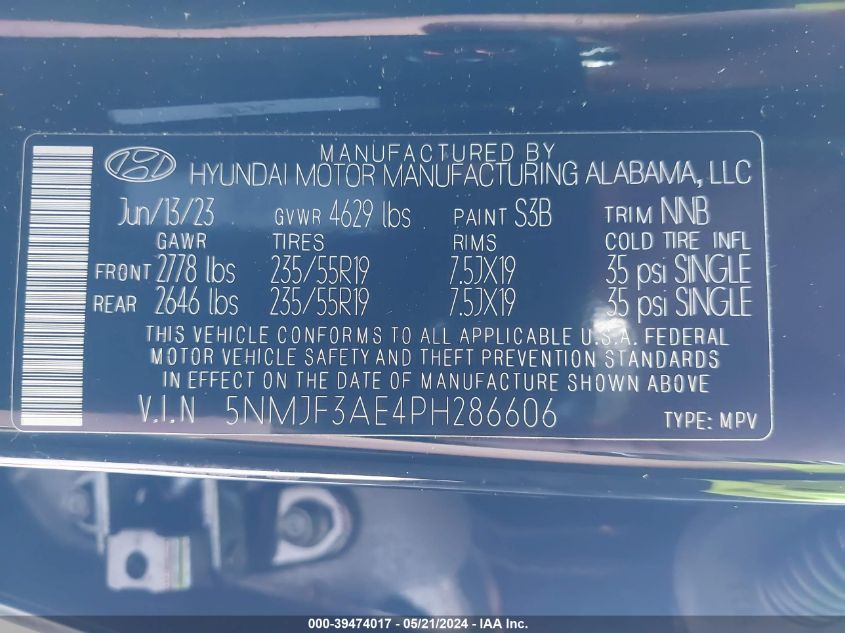 MANUFACTURED BY
HYUNDAI MOTOR MANUFACTURING ALABAMA, LLC
Jun/13/23 GVWR 4629 lbs PAINT S3B TRIM NNB
GAWR TIRES RIMS COLD TIRE INFL
FRONT 2778 lbs 235/55R19 7.5JX19 35 psi SINGLE
REAR 2646 lbs 235/55R19 7.5JX19 35 psi SINGLE
THIS VEHICLE CONFORMS TO ALL APPLICABLE U.S.A. FEDERAL
MOTOR VEHICLE SAFETY AND THEFT PREVENTION STANDARDS
IN EFFECT ON THE DATE OF MANUFACTURE SHOWN ABOVE
V.I.N 5NMJF3AE4PH286606 TYPE: MPV
000-39474017 - 05/21/2024 - IAA Inc.